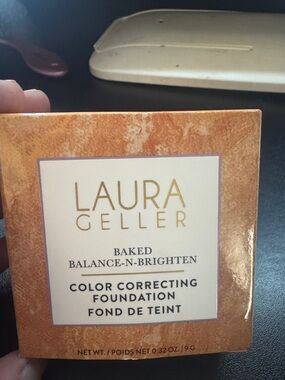 LAURA
GELLER
BAKED
BALANCE-N-BRIGHTEN
COLOR CORRECTING
FOUNDATION
FOND DE TEINT
NET WT. / POIDS NET 0.32 OZ. / 9 G